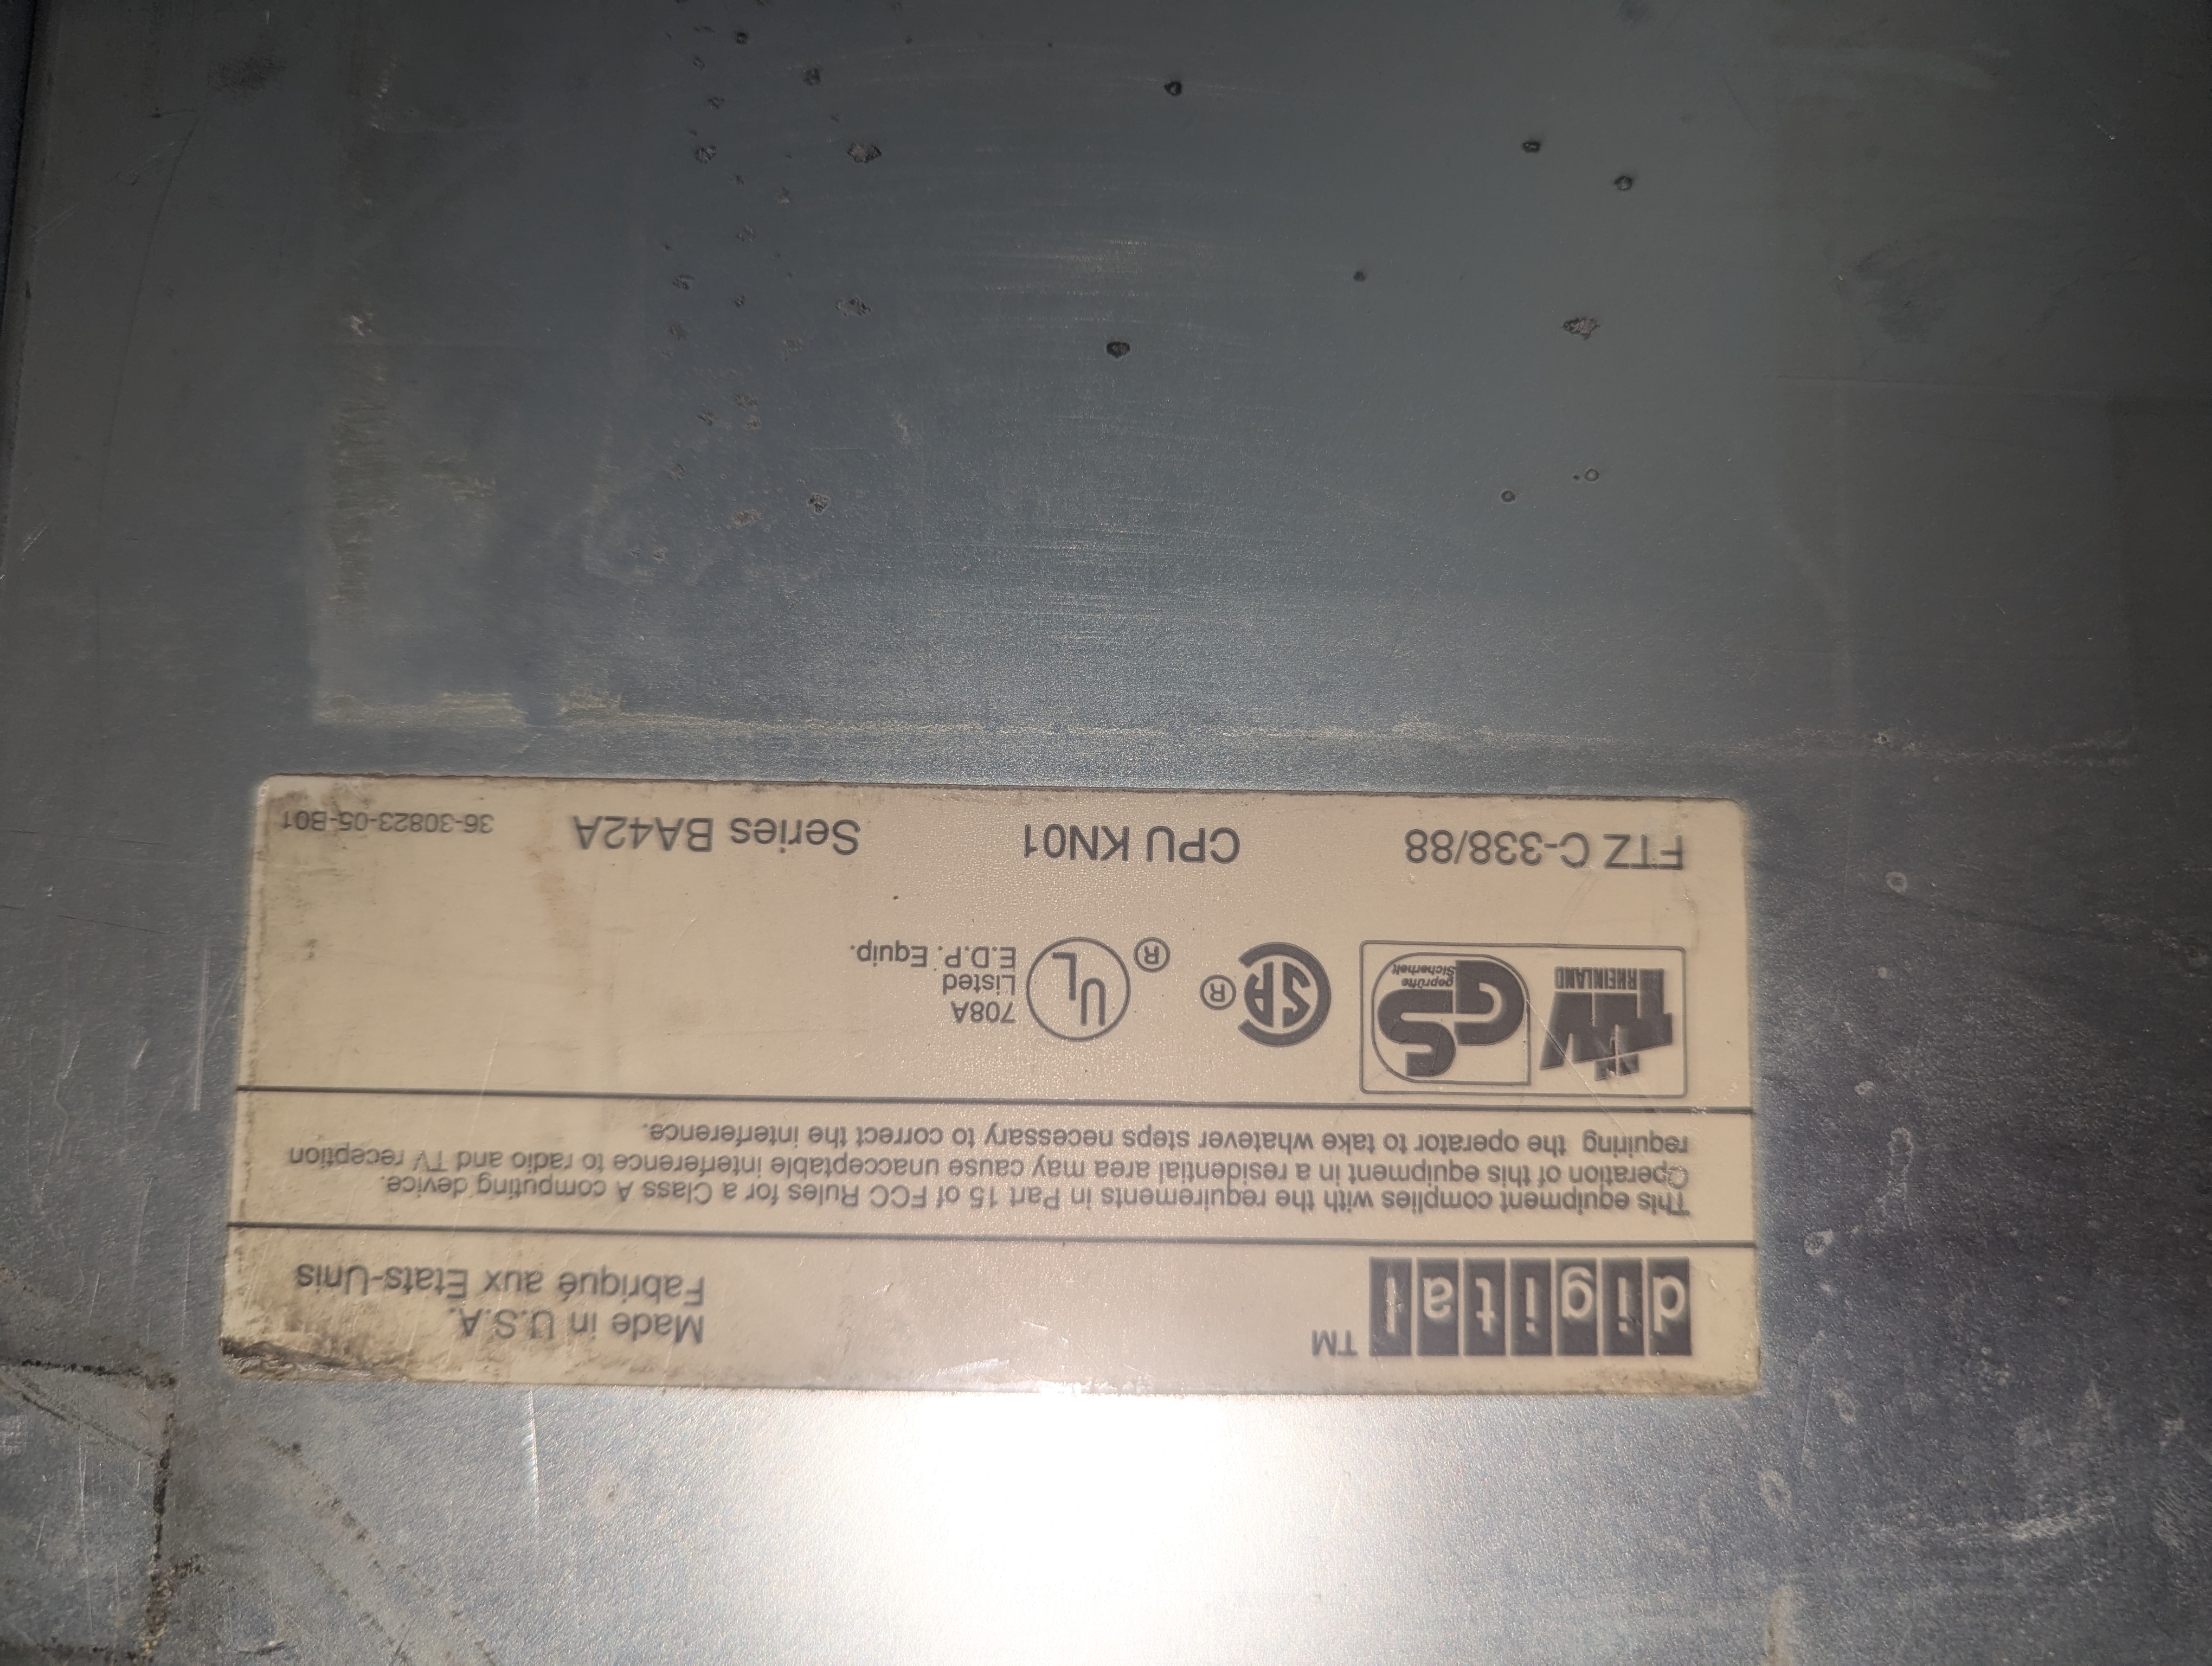 digital TM
Made in U.S.A.
Fabriqué aux Etats-Unis
This equipment complies with the requirements in Part 15 of FCC Rules for a Class A computing device.
Operation of this equipment in a residential area may cause unacceptable interference to radio and TV reception
requiring the operator to take whatever steps necessary to correct the interference.
TÜV
RHEINLAND
GS
geprüfte
Sicherheit
SA ®
UL ®
708A
Listed
E.D.P. Equip.
FTZ C-338/88 CPU KN01 Series BA42A 36-30823-05-B01